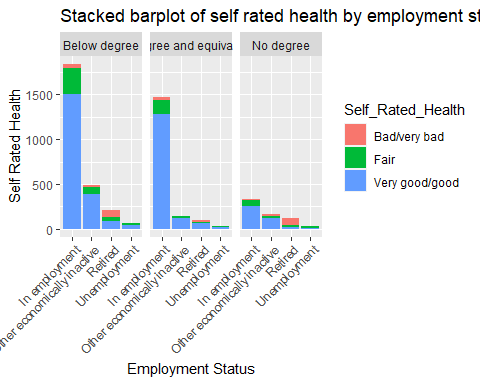 Stacked barplot of self rated health by employment st
Below degree
gree and equiva
No degree
Self Rated Health
1500
1000
500
0
In employment
Other economically inactive
Retired
Unemployment
In employment
Other economically inactive
Retired
Unemployment
In employment
Other economically inactive
Retired
Unemployment
Employment Status
Self_Rated_Health
Bad/very bad
Fair
Very good/good